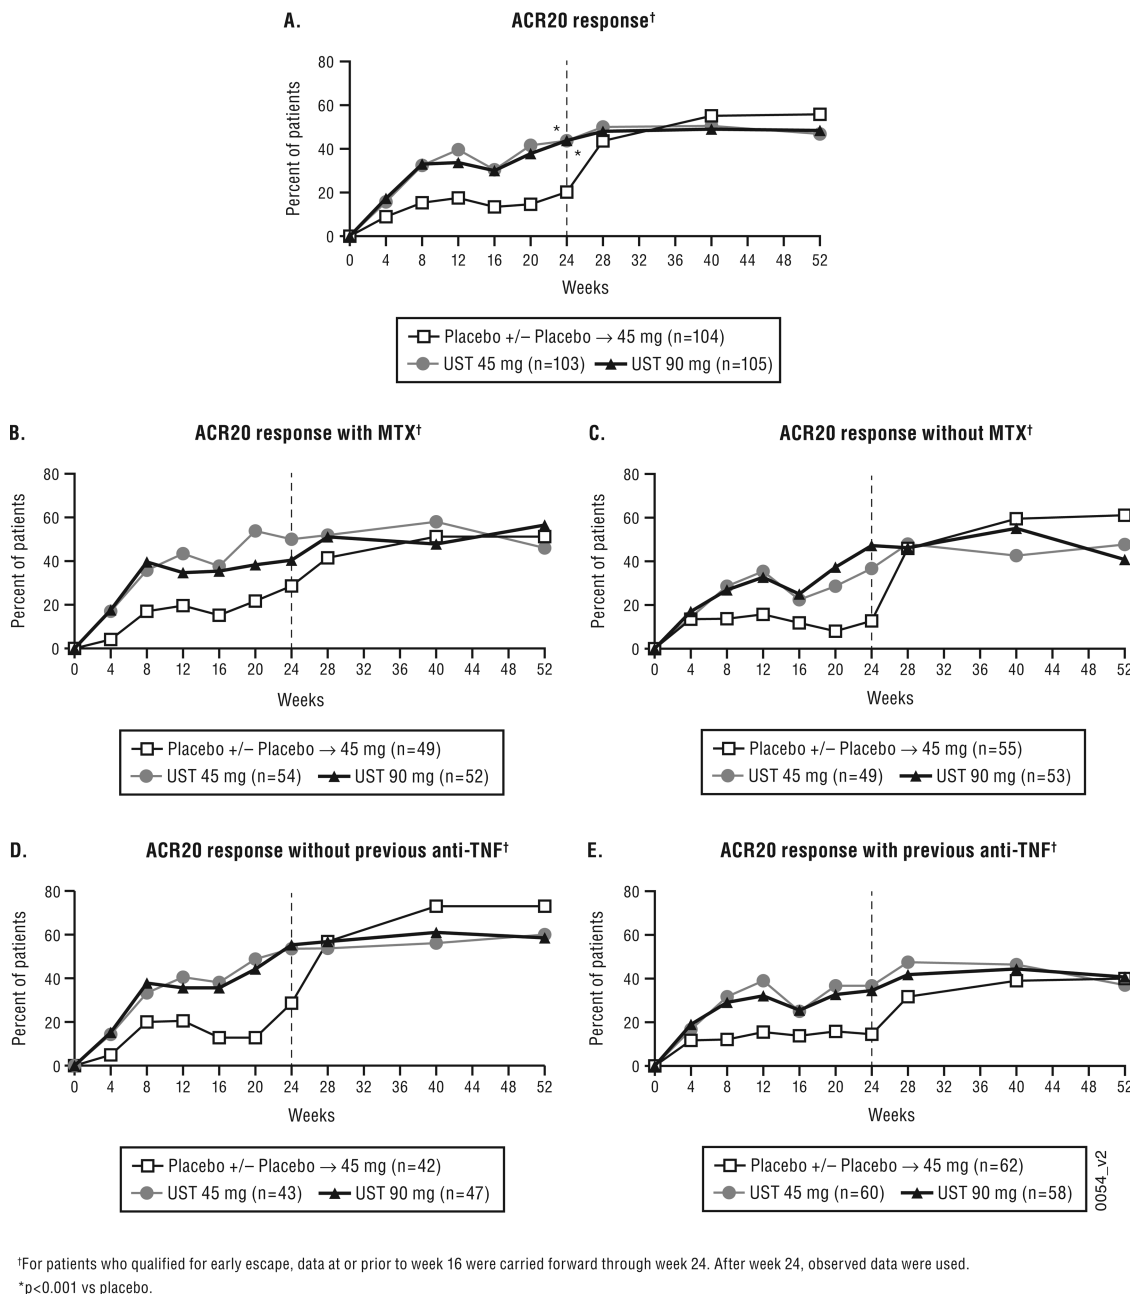 A. ACR20 response†
Percent of patients
80
60
40
20
0
*
*
0 4 8 12 16 20 24 28 32 36 40 44 48 52
Weeks
Placebo +/– Placebo → 45 mg (n=104)
UST 45 mg (n=103) UST 90 mg (n=105)
B. ACR20 response with MTX†
Percent of patients
80
60
40
20
0
0 4 8 12 16 20 24 28 32 36 40 44 48 52
Weeks
Placebo +/– Placebo → 45 mg (n=49)
UST 45 mg (n=54) UST 90 mg (n=52)
C. ACR20 response without MTX†
Percent of patients
80
60
40
20
0
0 4 8 12 16 20 24 28 32 36 40 44 48 52
Weeks
Placebo +/– Placebo → 45 mg (n=55)
UST 45 mg (n=49) UST 90 mg (n=53)
D. ACR20 response without previous anti-TNF†
Percent of patients
80
60
40
20
0
0 4 8 12 16 20 24 28 32 36 40 44 48 52
Weeks
Placebo +/– Placebo → 45 mg (n=42)
UST 45 mg (n=43) UST 90 mg (n=47)
E. ACR20 response with previous anti-TNF†
Percent of patients
80
60
40
20
0
0 4 8 12 16 20 24 28 32 36 40 44 48 52
Weeks
Placebo +/– Placebo → 45 mg (n=62)
UST 45 mg (n=60) UST 90 mg (n=58)
0054_v2
†For patients who qualified for early escape, data at or prior to week 16 were carried forward through week 24. After week 24, observed data were used.
*p<0.001 vs placebo.